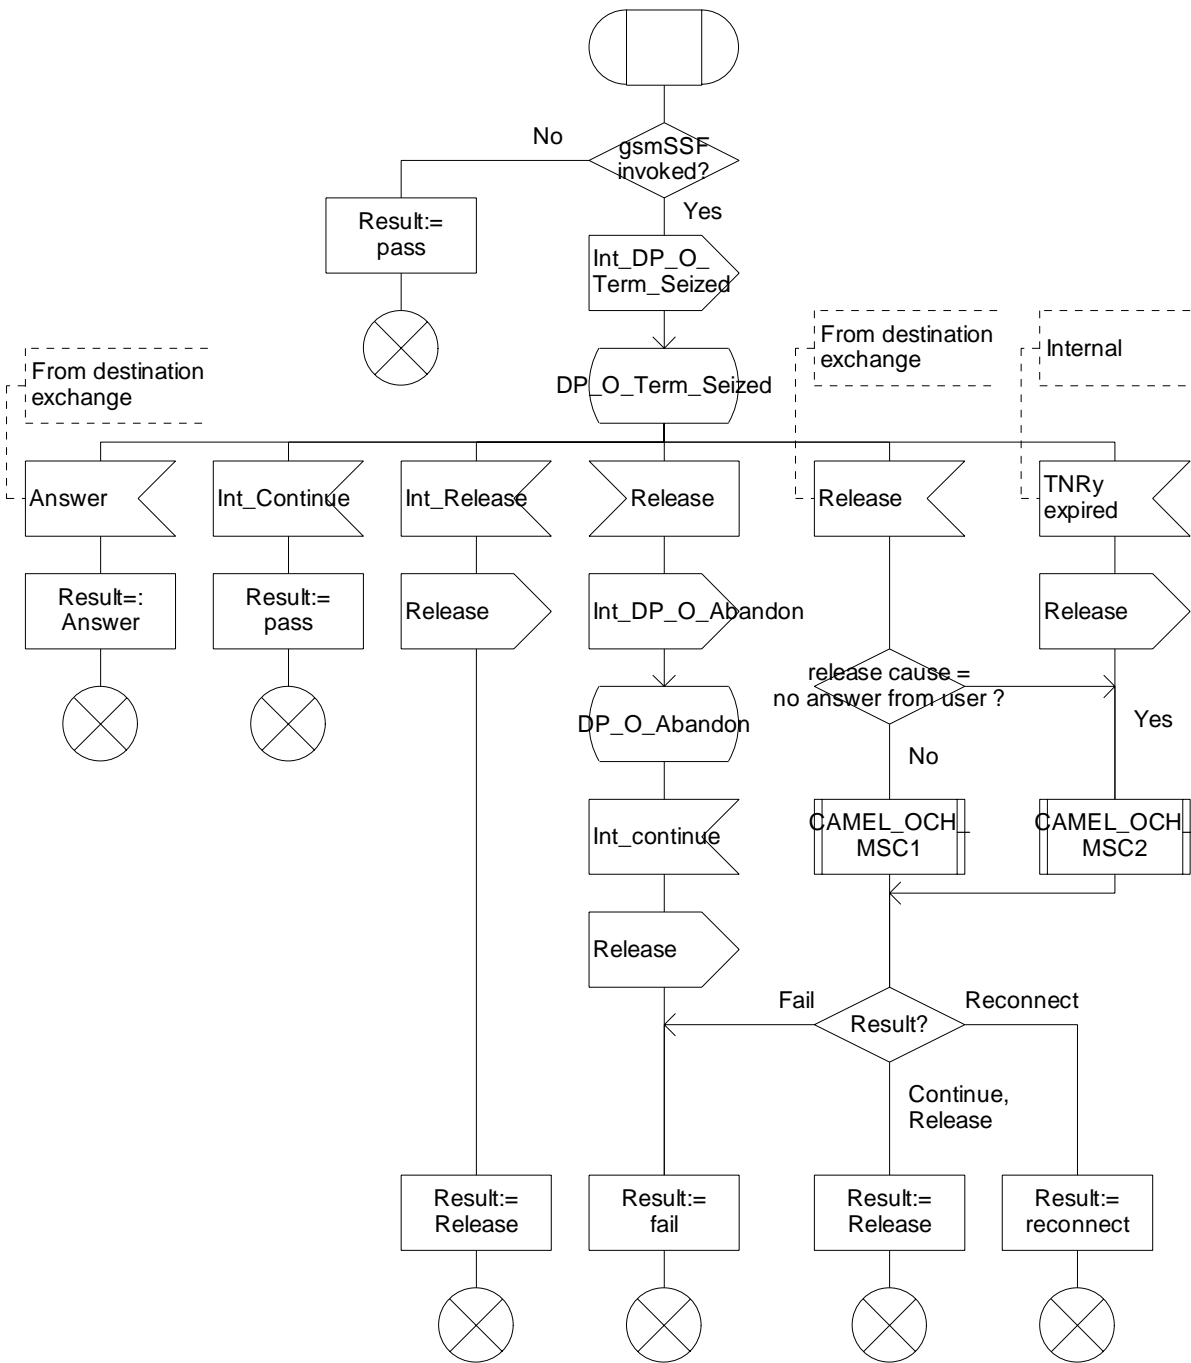 No
gsmSSF
invoked?
Yes
Result:=
pass
Int_DP_O_
Term_Seized
From destination
exchange
Internal
From destination
exchange
DP_O_Term_Seized
Answer
Int_Continue
Int_Release
Release
Release
TNRy
expired
Result=:
Answer
Result:=
pass
Release
Int_DP_O_Abandon
Release
release cause =
no answer from user ?
Yes
DP_O_Abandon
No
Int_continue
CAMEL_OCH_
MSC1
CAMEL_OCH_
MSC2
Release
Fail
Reconnect
Result?
Continue,
Release
Result:=
Release
Result:=
fail
Result:=
Release
Result:=
reconnect